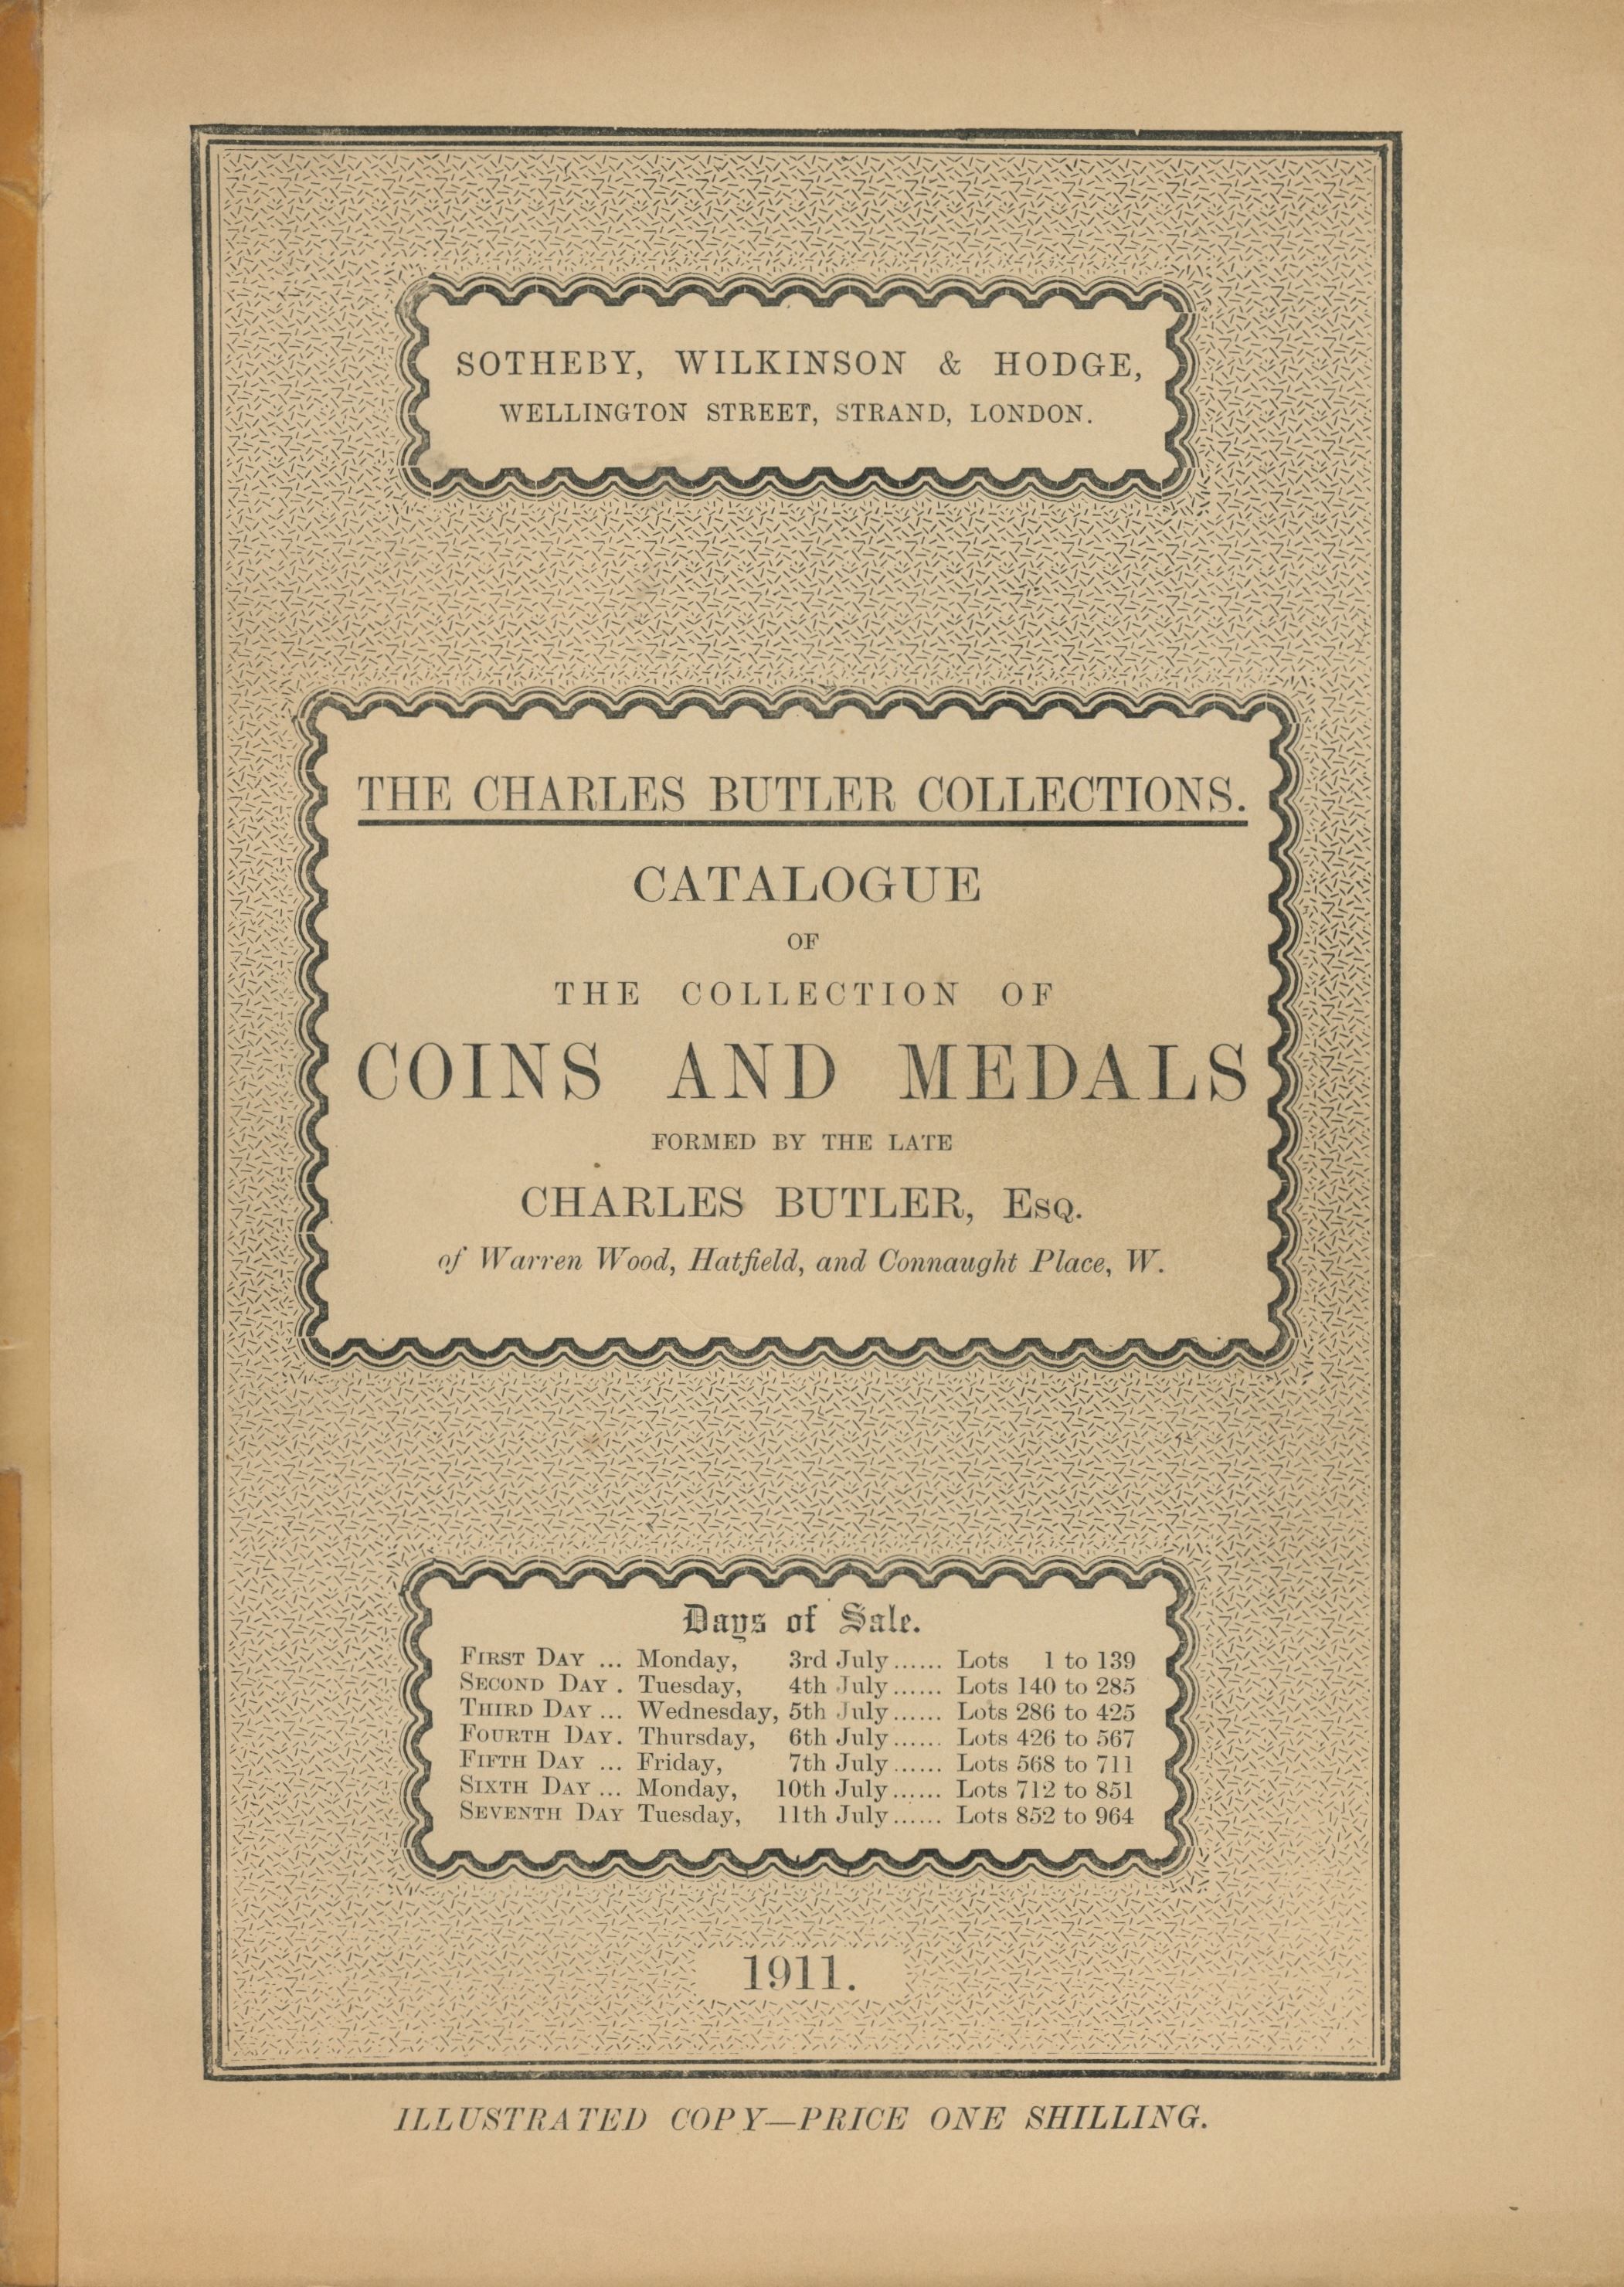 SOTHEBY, WILKINSON & HODGE,
WELLINGTON STREET, STRAND, LONDON.
THE CHARLES BUTLER COLLECTIONS.
CATALOGUE
OF
THE COLLECTION OF
COINS AND MEDALS
FORMED BY THE LATE
CHARLES BUTLER, ESQ.
of Warren Wood, Hatfield, and Connaught Place, W.
Days of Sale.
FIRST DAY ... Monday, 3rd July ...... Lots 1 to 139
SECOND DAY . Tuesday, 4th July ...... Lots 140 to 285
THIRD DAY ... Wednesday, 5th July ...... Lots 286 to 425
FOURTH DAY. Thursday, 6th July ...... Lots 426 to 567
FIFTH DAY ... Friday, 7th July ...... Lots 568 to 711
SIXTH DAY ... Monday, 10th July ...... Lots 712 to 851
SEVENTH DAY Tuesday, 11th July ...... Lots 852 to 964
1911.
ILLUSTRATED COPY—PRICE ONE SHILLING.